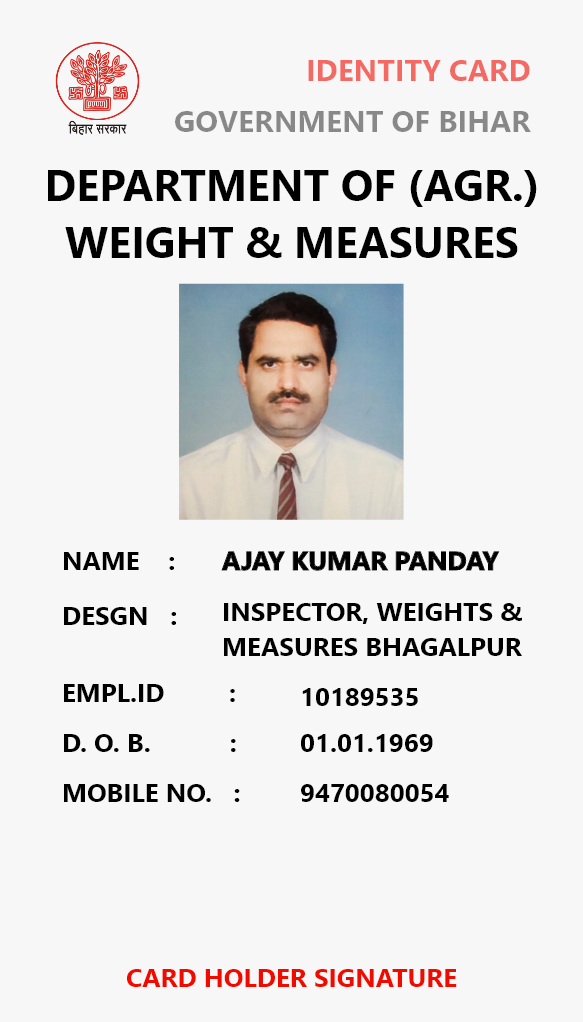 IDENTITY CARD
बिहार सरकार
GOVERNMENT OF BIHAR
DEPARTMENT OF (AGR.)
WEIGHT & MEASURES
NAME : AJAY KUMAR PANDAY
DESGN : INSPECTOR, WEIGHTS &
MEASURES BHAGALPUR
EMPL.ID : 10189535
D. O. B. : 01.01.1969
MOBILE NO. : 9470080054
CARD HOLDER SIGNATURE